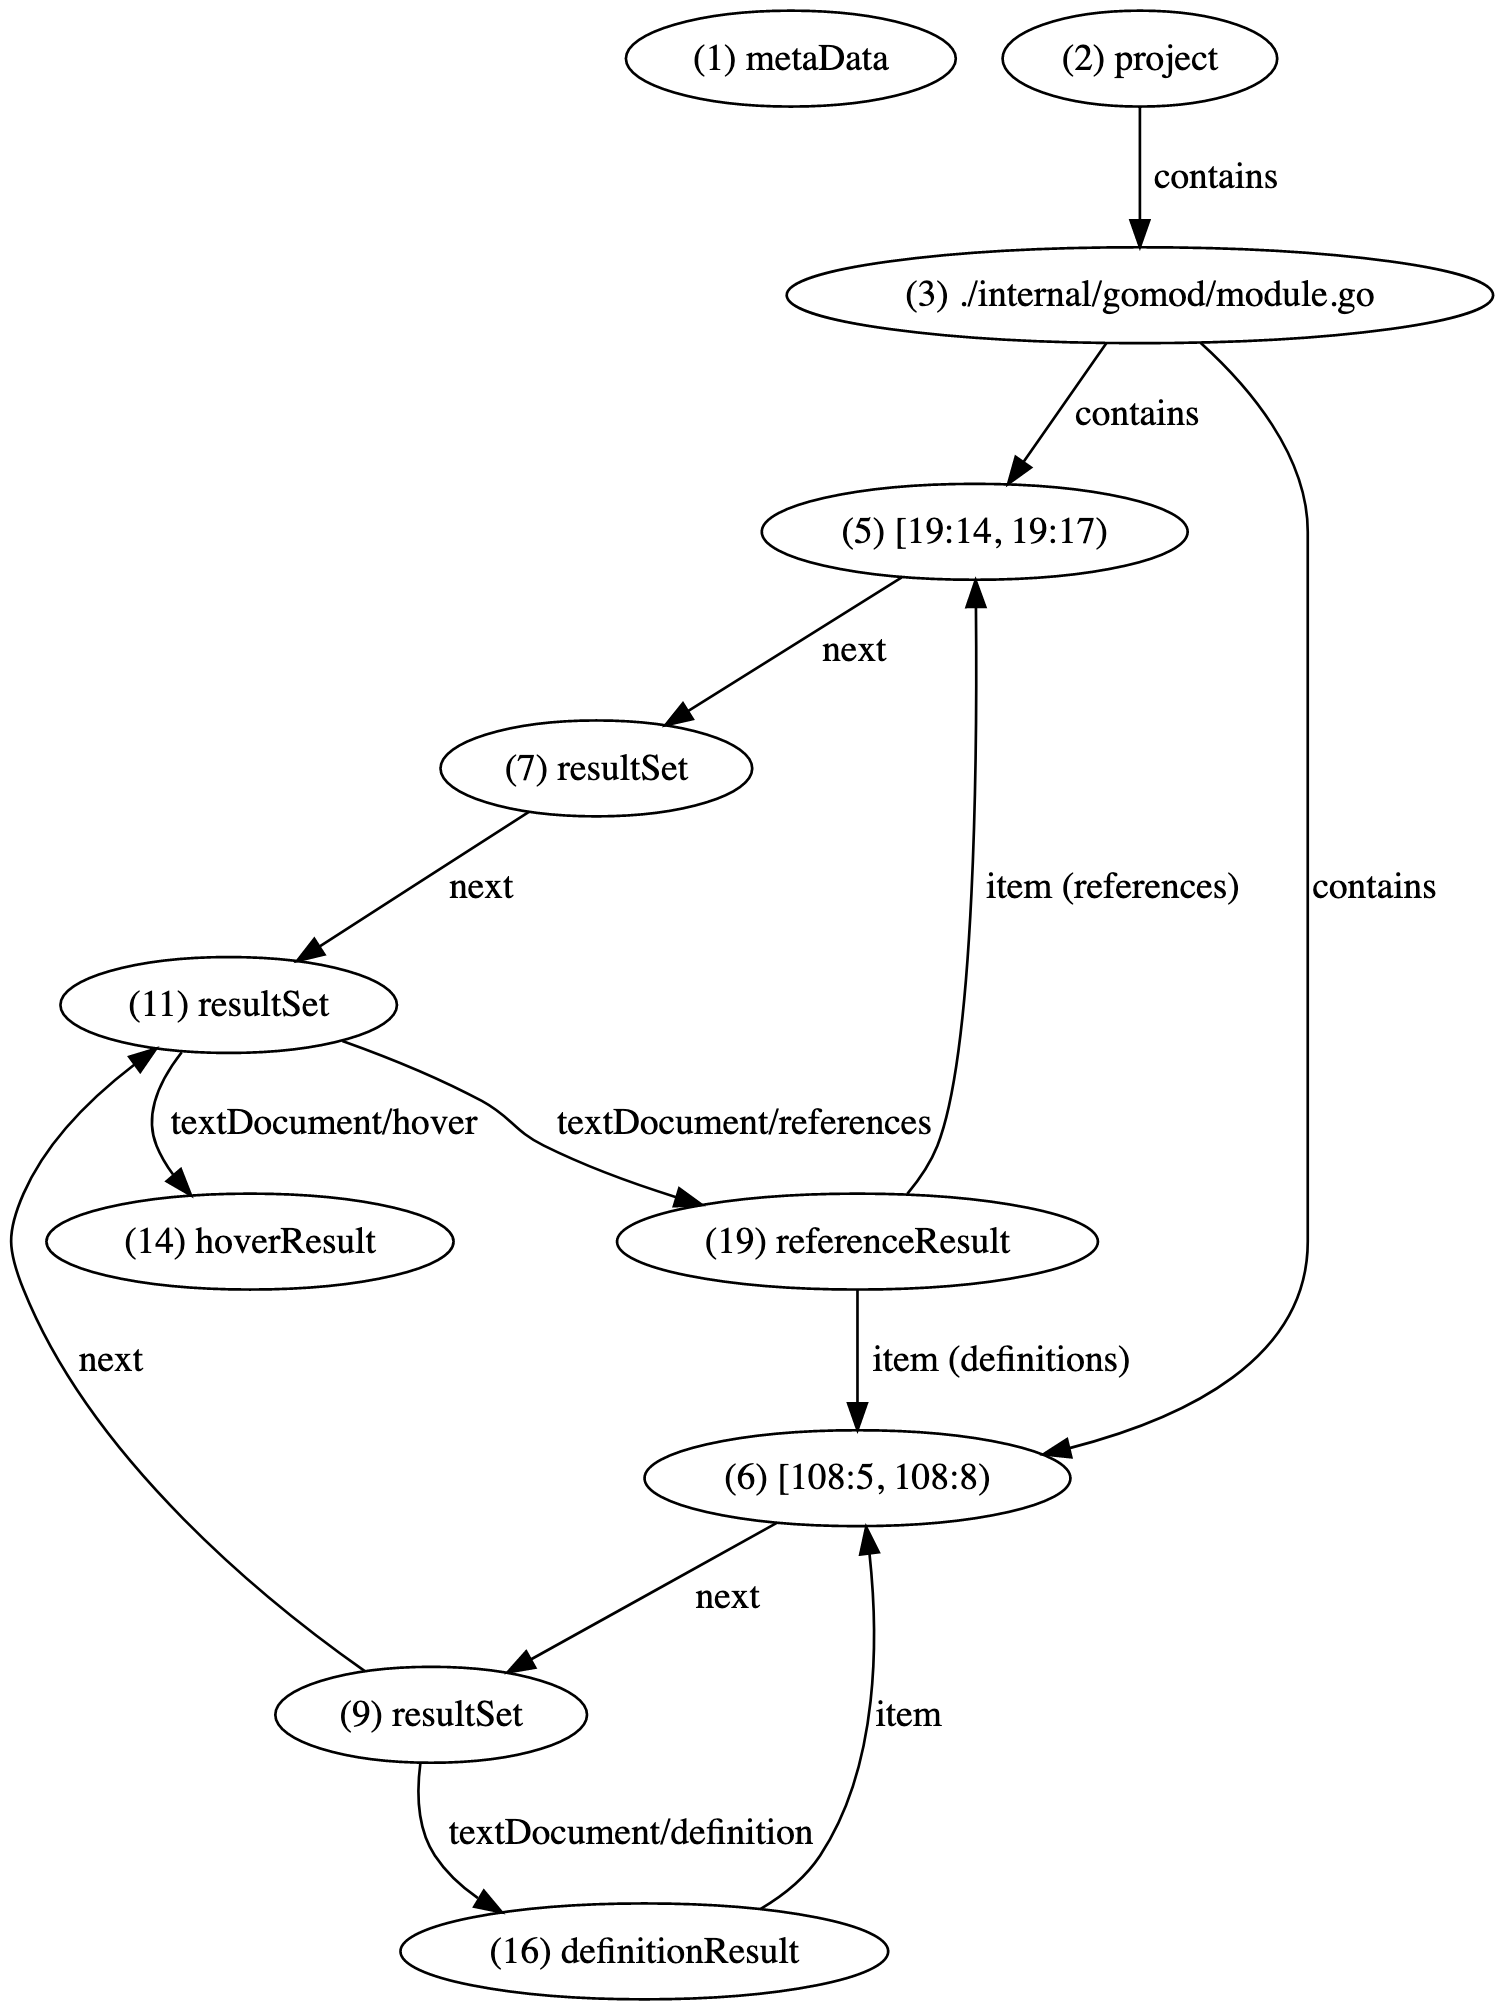 (1) metaData
(2) project
contains
(3) ./internal/gomod/module.go
contains
(5) [19:14, 19:17)
next
(7) resultSet
next
item (references)
contains
(11) resultSet
textDocument/hover
textDocument/references
(14) hoverResult
(19) referenceResult
next
item (definitions)
(6) [108:5, 108:8)
next
(9) resultSet
item
textDocument/definition
(16) definitionResult